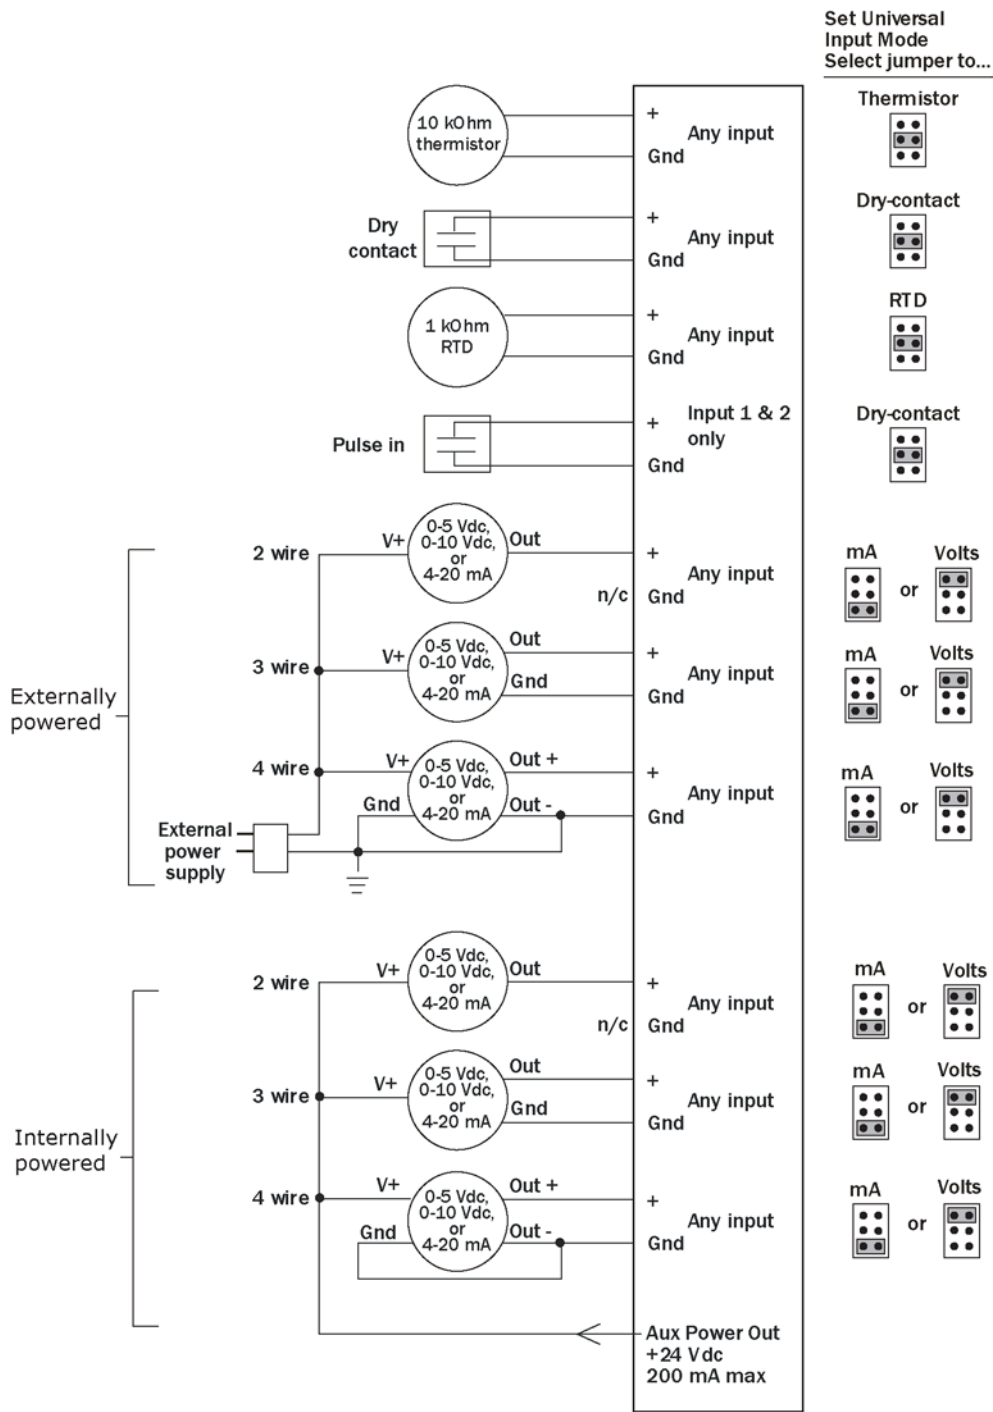 Set Universal
Input Mode
Select jumper to...
Thermistor
10 kOhm
thermistor
+
Any input
Gnd
Dry-contact
Dry
contact
+
Any input
Gnd
RTD
1 kOhm
RTD
+
Any input
Gnd
Dry-contact
Pulse in
+
Input 1 & 2
only
Gnd
Externally
powered
2 wire
V+
0-5 Vdc,
0-10 Vdc,
or
4-20 mA
Out
+
n/c
Gnd
Any input
mA
or
Volts
3 wire
V+
0-5 Vdc,
0-10 Vdc,
or
4-20 mA
Out
Gnd
+
Gnd
Any input
mA
or
Volts
4 wire
V+
Gnd
0-5 Vdc,
0-10 Vdc,
or
4-20 mA
Out +
Out -
+
Gnd
Any input
mA
or
Volts
External
power
supply
Internally
powered
2 wire
V+
0-5 Vdc,
0-10 Vdc,
or
4-20 mA
Out
+
n/c
Gnd
Any input
mA
or
Volts
3 wire
V+
0-5 Vdc,
0-10 Vdc,
or
4-20 mA
Out
Gnd
+
Gnd
Any input
mA
or
Volts
4 wire
V+
Gnd
0-5 Vdc,
0-10 Vdc,
or
4-20 mA
Out +
Out -
+
Gnd
Any input
mA
or
Volts
Aux Power Out
+24 Vdc
200 mA max